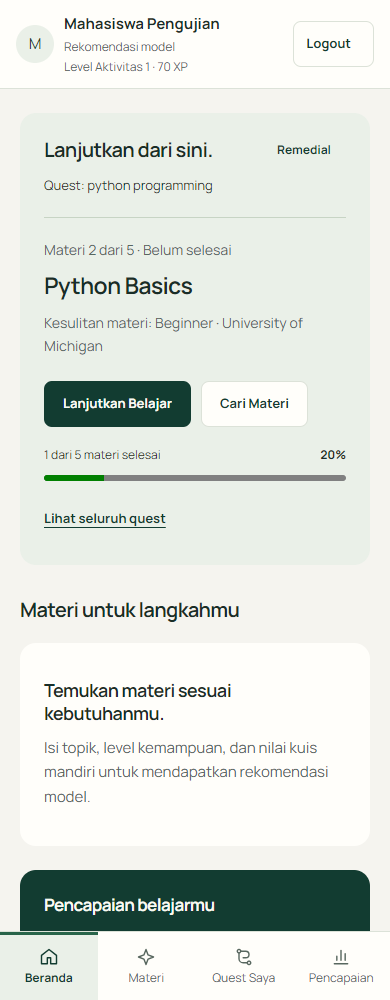 M
Mahasiswa Pengujian
Rekomendasi model
Level Aktivitas 1 · 70 XP
Logout
Lanjutkan dari sini.
Remedial
Quest: python programming
Materi 2 dari 5 · Belum selesai
Python Basics
Kesulitan materi: Beginner · University of
Michigan
Lanjutkan Belajar
Cari Materi
1 dari 5 materi selesai
20%
Lihat seluruh quest
Materi untuk langkahmu
Temukan materi sesuai
kebutuhanmu.
Isi topik, level kemampuan, dan nilai kuis
mandiri untuk mendapatkan rekomendasi
model.
Pencapaian belajarmu
Beranda
Materi
Quest Saya
Pencapaian